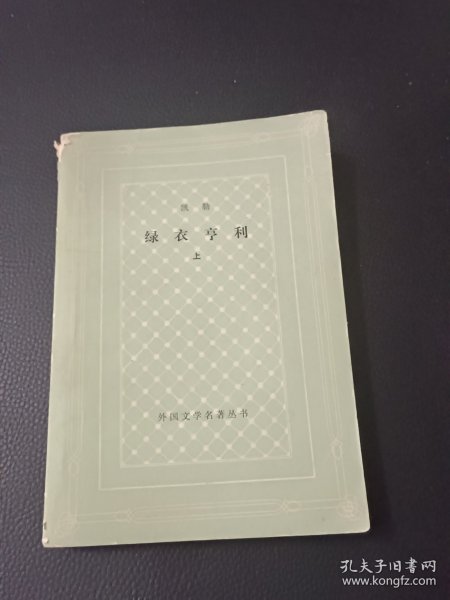 凯勒
绿衣亨利
上
外国文学名著丛书
孔夫子旧书网
www.kongfz.com